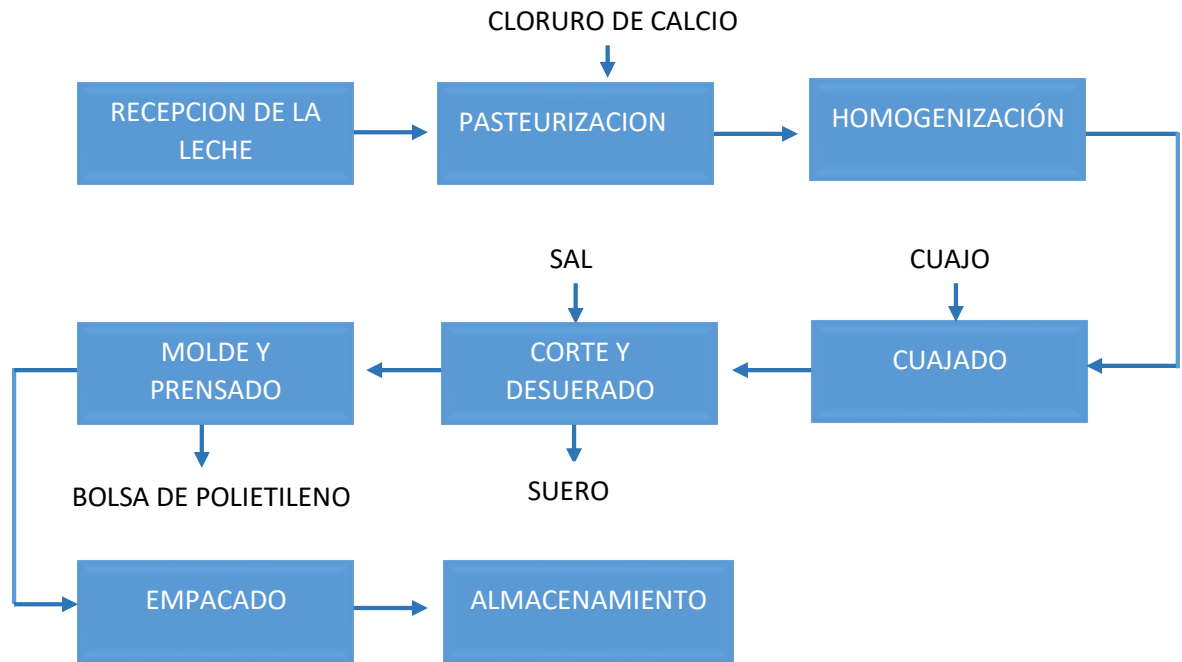 CLORURO DE CALCIO
RECEPCION DE LA
LECHE
PASTEURIZACION
HOMOGENIZACIÓN
SAL
CUAJO
MOLDE Y
PRENSADO
CORTE Y
DESUERADO
CUAJADO
BOLSA DE POLIETILENO
SUERO
EMPACADO
ALMACENAMIENTO